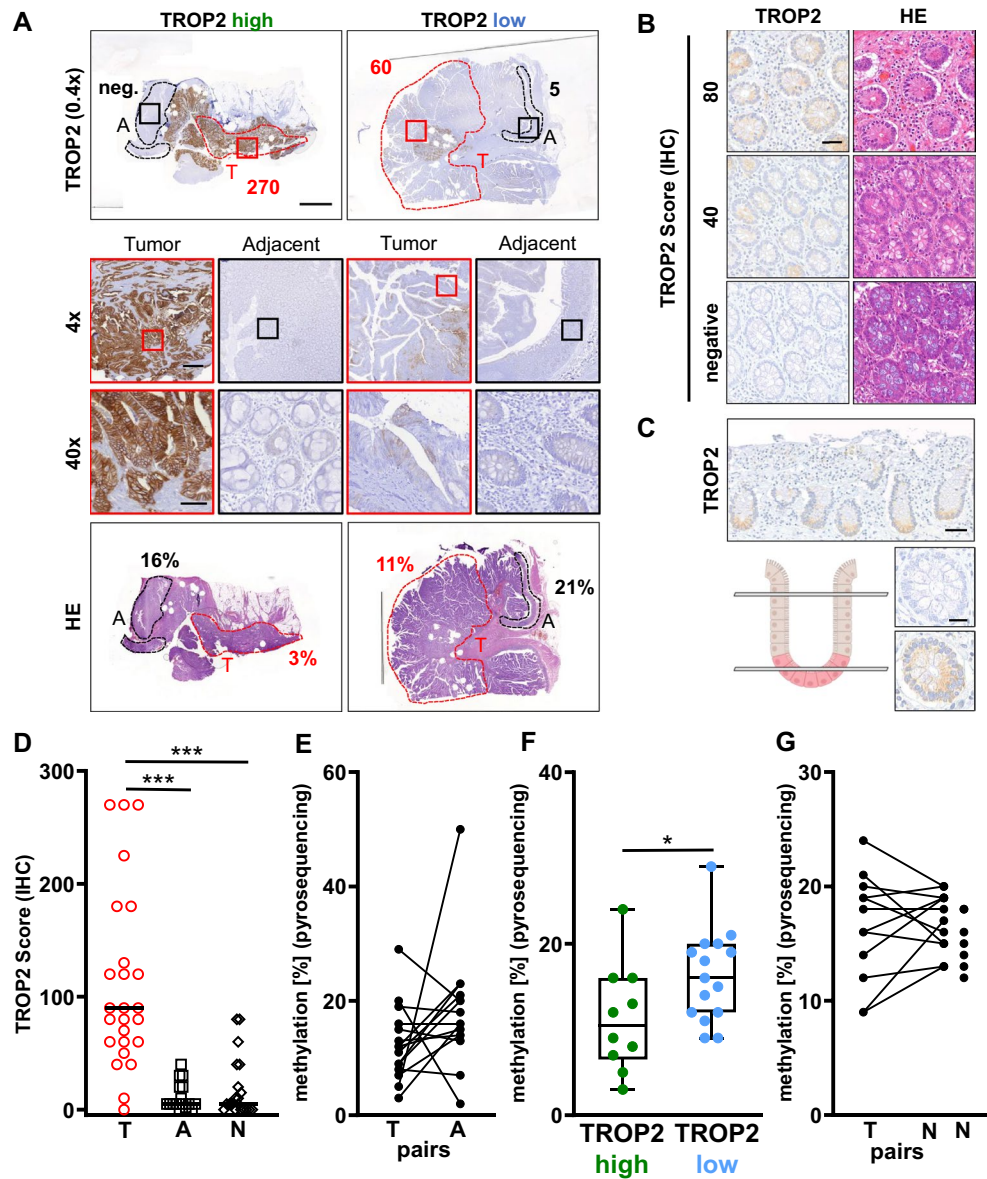 A
TROP2 high
TROP2 low
TROP2 (0.4x)
neg.
A
T
270
60
5
A
T
Tumor
Adjacent
Tumor
Adjacent
4x
40x
HE
16%
A
T
3%
11%
21%
A
T
B
TROP2
HE
TROP2 Score (IHC)
80
40
negative
C
TROP2
D
TROP2 Score (IHC)
300
200
100
0
***
***
T
A
N
E
methylation [%] (pyrosequencing)
60
40
20
0
T
A
pairs
F
methylation [%] (pyrosequencing)
40
20
0
*
TROP2
high
TROP2
low
G
methylation [%] (pyrosequencing)
30
20
10
0
T
N
N
pairs